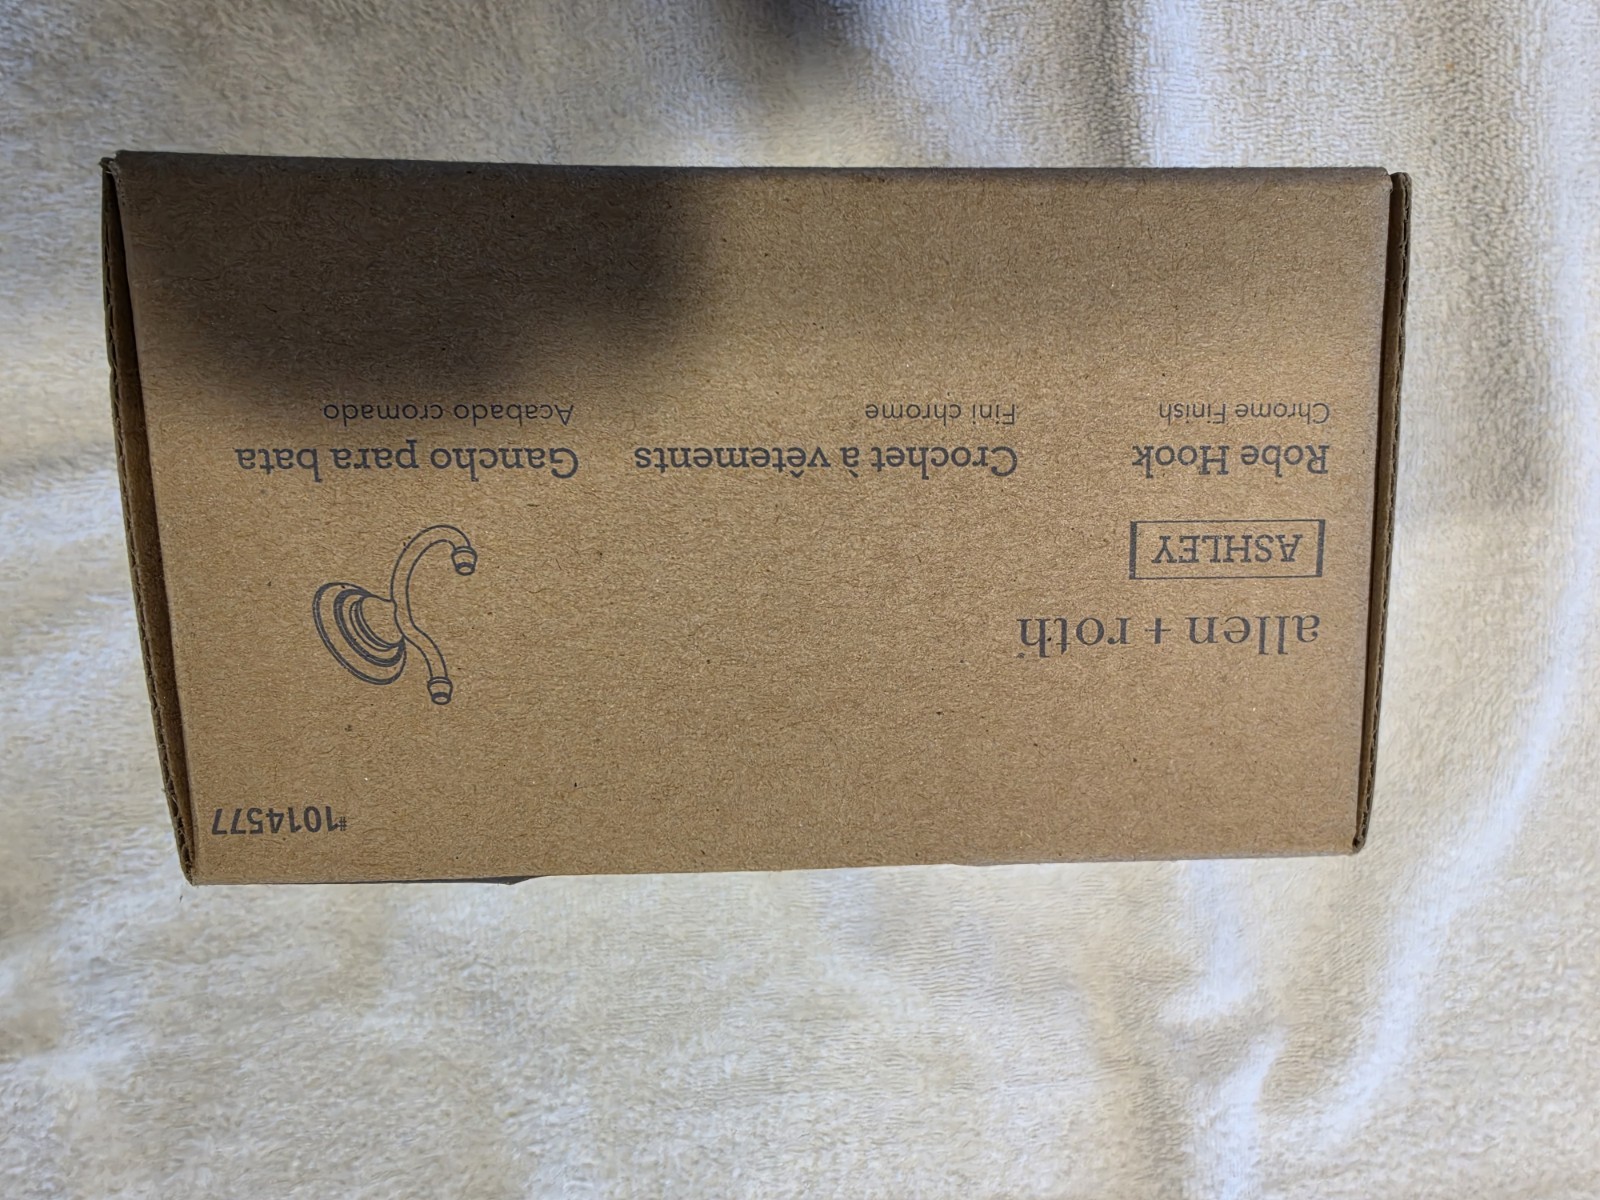 #1014577
allen + roth
ASHLEY
Robe Hook
Chrome Finish
Crochet à vêtements
Fini chrome
Gancho para bata
Acabado cromado